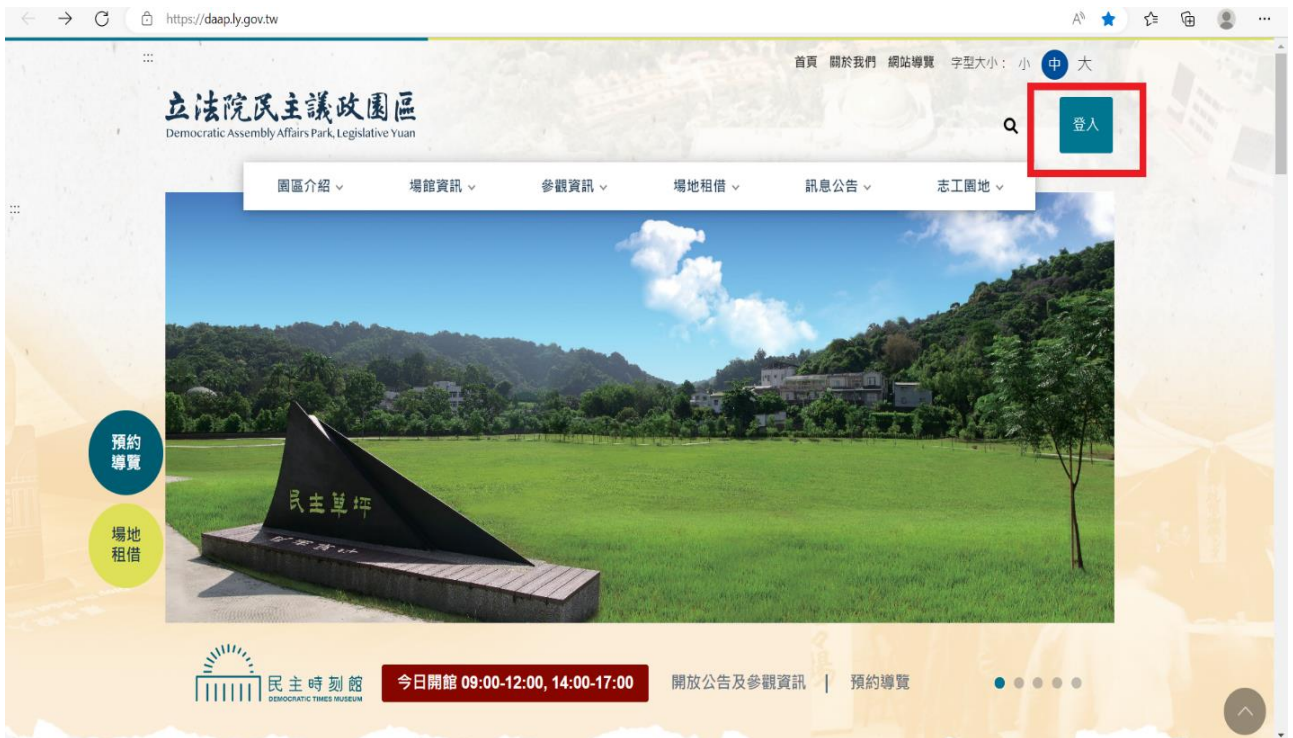 https://daap.ly.gov.tw
首頁 關於我們 網站導覽 字型大小： 小 中 大
立法院民主議政園區
Democratic Assembly Affairs Park, Legislative Yuan
登入
園區介紹 場館資訊 參觀資訊 場地租借 訊息公告 志工園地
民主草坪
預約
導覽
場地
租借
民主時刻館
DEMOCRATIC TIMES MUSEUM
今日開館 09:00-12:00, 14:00-17:00
開放公告及參觀資訊 | 預約導覽